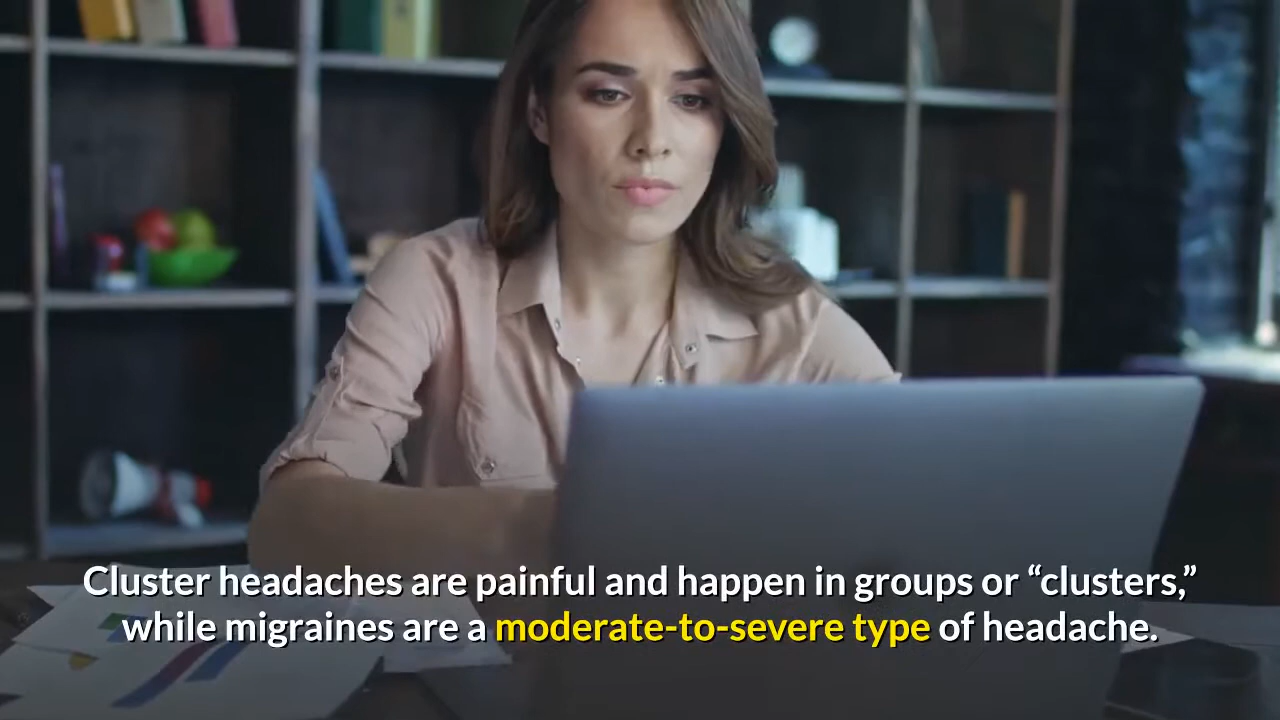 Cluster headaches are painful and happen in groups or “clusters,”
while migraines are a moderate-to-severe type of headache.